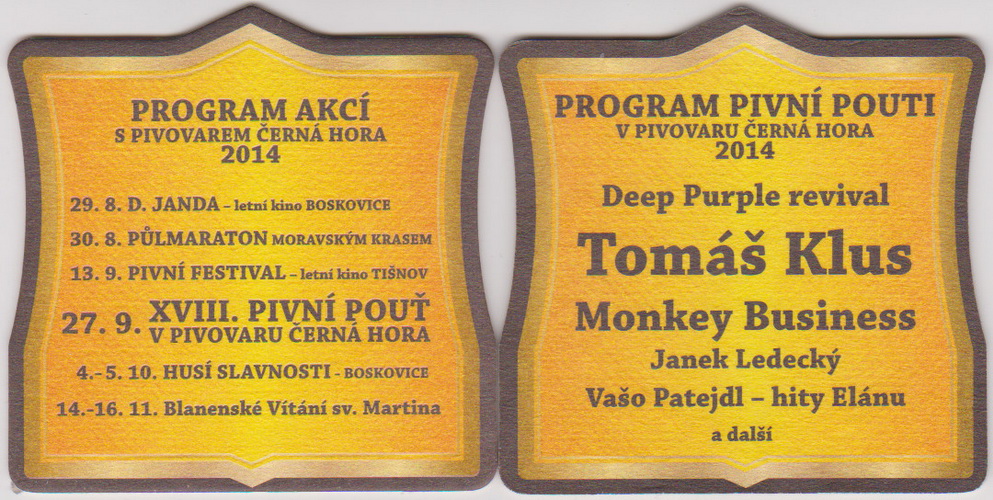 PROGRAM AKCÍ
S PIVOVAREM ČERNÁ HORA
2014
29. 8. D. JANDA – letní kino BOSKOVICE
30. 8. PŮLMARATON MORAVSKÝM KRASEM
13. 9. PIVNÍ FESTIVAL – letní kino TIŠNOV
27. 9. XVIII. PIVNÍ POUŤ
V PIVOVARU ČERNÁ HORA
4.-5. 10. HUSÍ SLAVNOSTI - BOSKOVICE
14.-16. 11. Blanenské Vítání sv. Martina
PROGRAM PIVNÍ POUTI
V PIVOVARU ČERNÁ HORA
2014
Deep Purple revival
Tomáš Klus
Monkey Business
Janek Ledecký
Vašo Patejdl – hity Elánu
a další